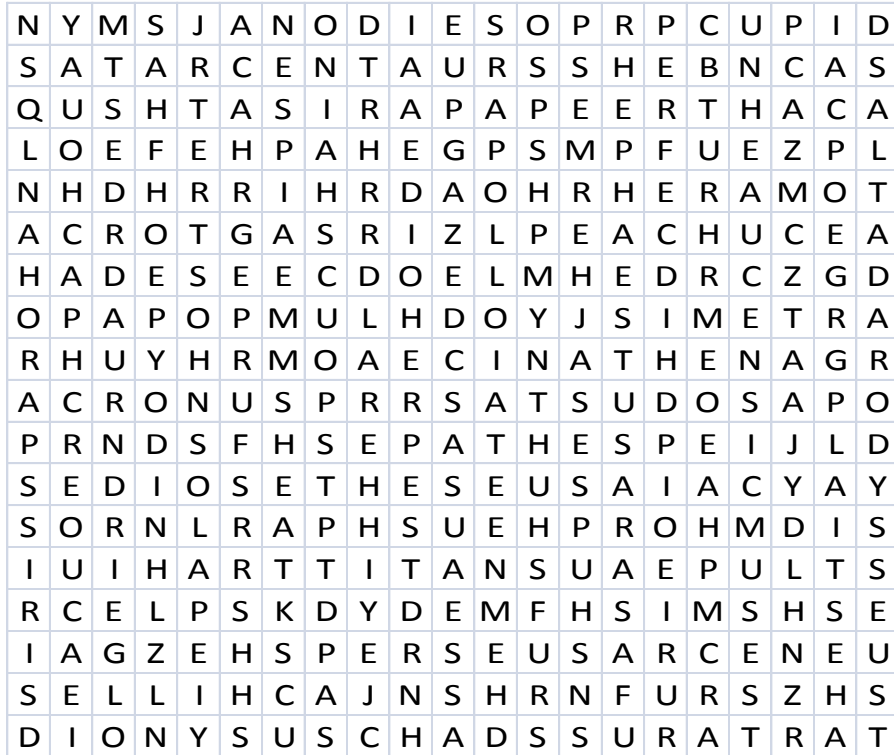 N Y M S J A N O D I E S O P R P C U P I D
S A T A R C E N T A U R S S H E B N C A S
Q U S H T A S I R A P A P E E R T H A C A
L O E F E H P A H E G P S M P F U E Z P L
N H D H R R I H R D A O H R H E R A M O T
A C R O T G A S R I Z L P E A C H U C E A
H A D E S E E C D O E L M H E D R C Z G D
O P A P O P M U L H D O Y J S I M E T R A
R H U Y H R M O A E C I N A T H E N A G R
A C R O N U S P R R S A T S U D O S A P O
P R N D S F H S E P A T H E S P E I J L D
S E D I O S E T H E S E U S A I A C Y A Y
S O R N L R A P H S U E H P R O H M D I S
I U I H A R T T I T A N S U A E P U L T S
R C E L P S K D Y D E M F H S I M S H S E
I A G Z E H S P E R S E U S A R C E N E U
S E L L I H C A J N S H R N F U R S Z H S
D I O N Y S U S C H A D S S U R A T R A T